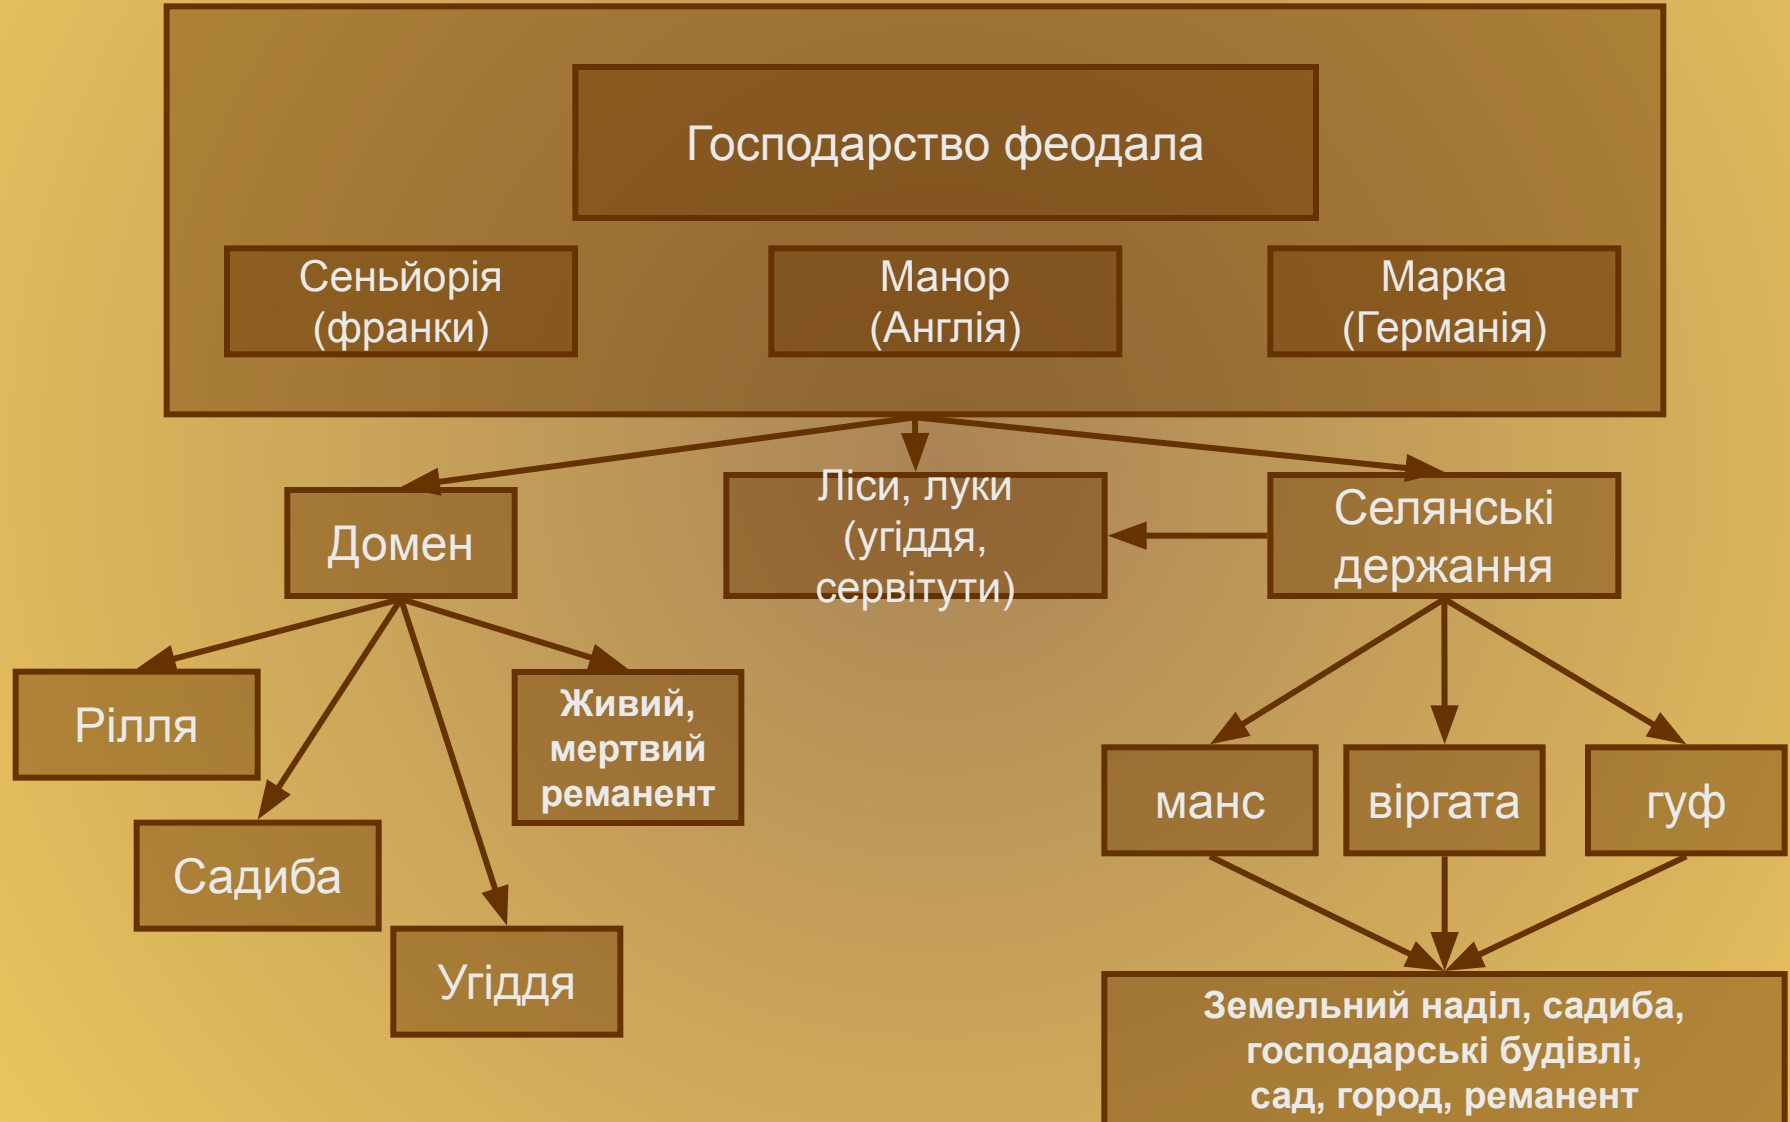 Господарство феодала
Сеньйорія
(франки)
Манор
(Англія)
Марка
(Германія)
Домен
Ліси, луки
(угіддя,
сервітути)
Селянські
держання
Рілля
Садиба
Угіддя
Живий,
мертвий
реманент
манс
віргата
гуф
Земельний наділ, садиба,
господарські будівлі,
сад, город, реманент